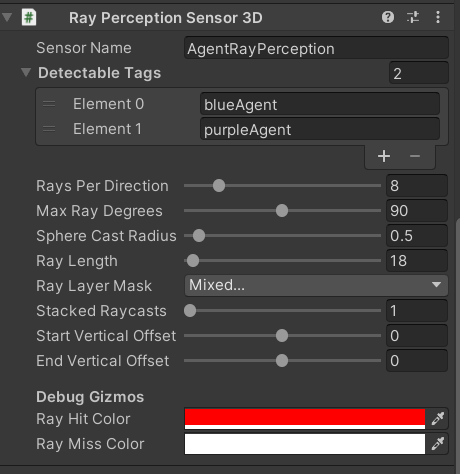 Ray Perception Sensor 3D
Sensor Name AgentRayPerception
Detectable Tags 2
Element 0 blueAgent
Element 1 purpleAgent
+ −
Rays Per Direction 8
Max Ray Degrees 90
Sphere Cast Radius 0.5
Ray Length 18
Ray Layer Mask Mixed...
Stacked Raycasts 1
Start Vertical Offset 0
End Vertical Offset 0
Debug Gizmos
Ray Hit Color
Ray Miss Color